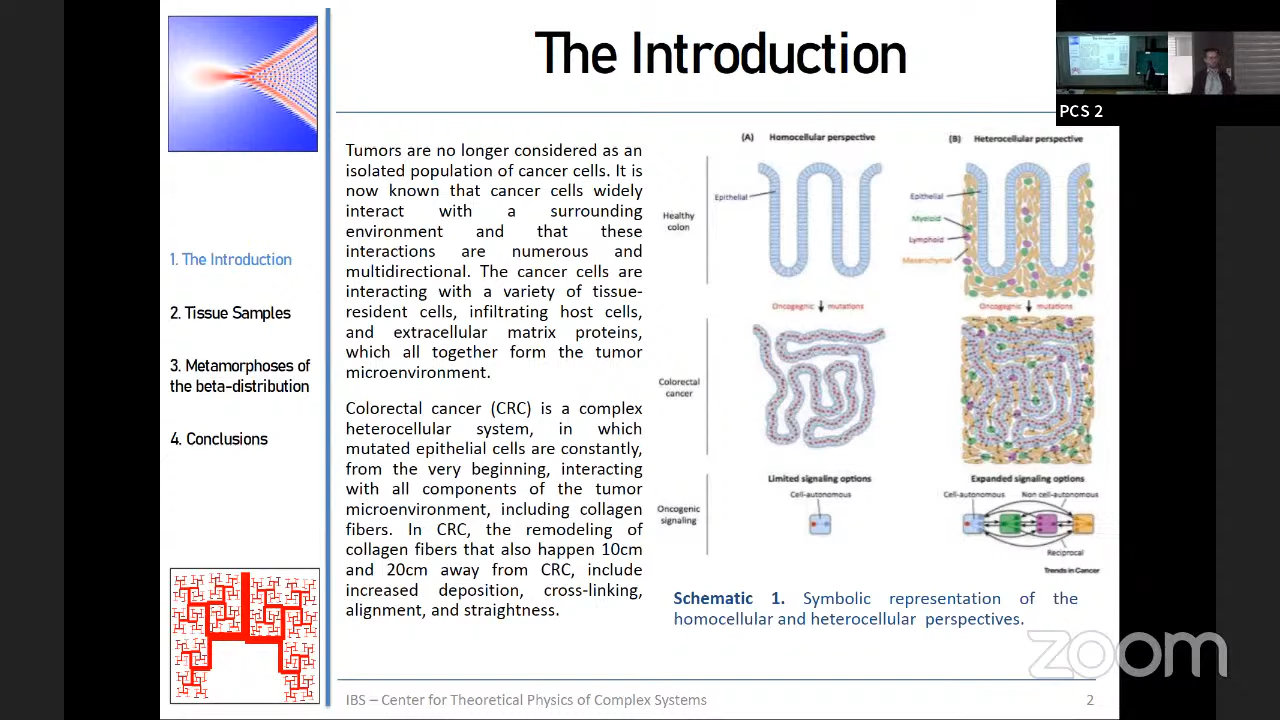 The Introduction
PCS 2
1. The Introduction
2. Tissue Samples
3. Metamorphoses of
the beta-distribution
4. Conclusions
Tumors are no longer considered as an
isolated population of cancer cells. It is
now known that cancer cells widely
interact with a surrounding
environment and that these
interactions are numerous and
multidirectional. The cancer cells are
interacting with a variety of tissue-
resident cells, infiltrating host cells,
and extracellular matrix proteins,
which all together form the tumor
microenvironment.
Colorectal cancer (CRC) is a complex
heterocellular system, in which
mutated epithelial cells are constantly,
from the very beginning, interacting
with all components of the tumor
microenvironment, including collagen
fibers. In CRC, the remodeling of
collagen fibers that also happen 10cm
and 20cm away from CRC, include
increased deposition, cross-linking,
alignment, and straightness.
(A) Homocellular perspective
(B) Heterocellular perspective
Healthy
colon
Epithelial
Epithelial
Myeloid
Lymphoid
Mesenchymal
Oncogegnic mutations
Oncogegnic mutations
Colorectal
cancer
Limited signaling options
Expanded signaling options
Oncogenic
signaling
Cell-autonomous
Cell-autonomous
Non cell-autonomous
Reciprocal
Trends in Cancer
Schematic 1. Symbolic representation of the
homocellular and heterocellular perspectives.
zoom
IBS – Center for Theoretical Physics of Complex Systems
2